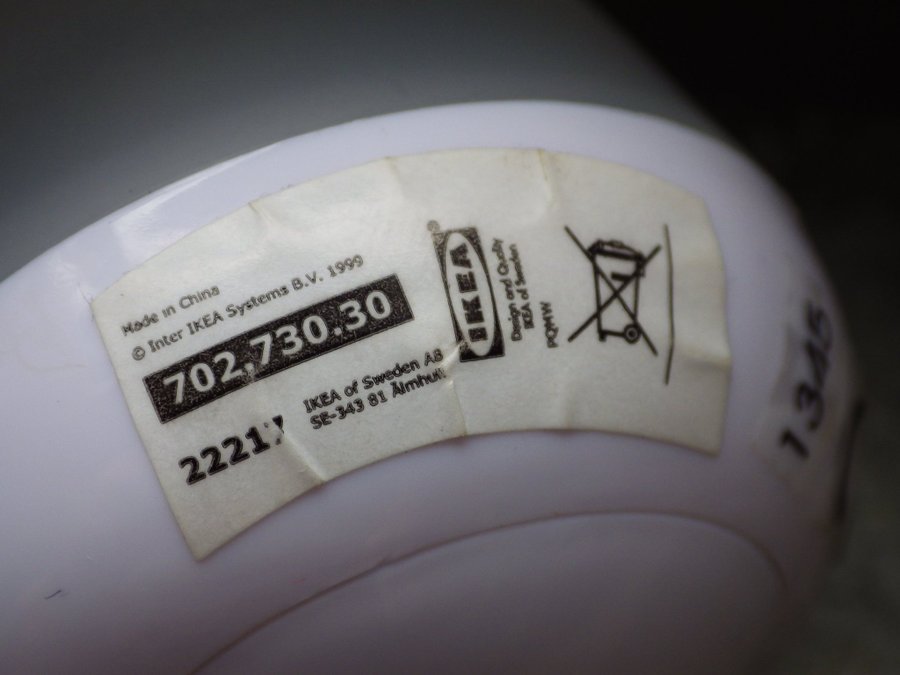 Made in China
© Inter IKEA Systems B.V. 1999
702,730.30
IKEA of Sweden AB
SE-343 81 Älmhult
®
IKEA
Design and Quality
IKEA of Sweden
PQMW
1345